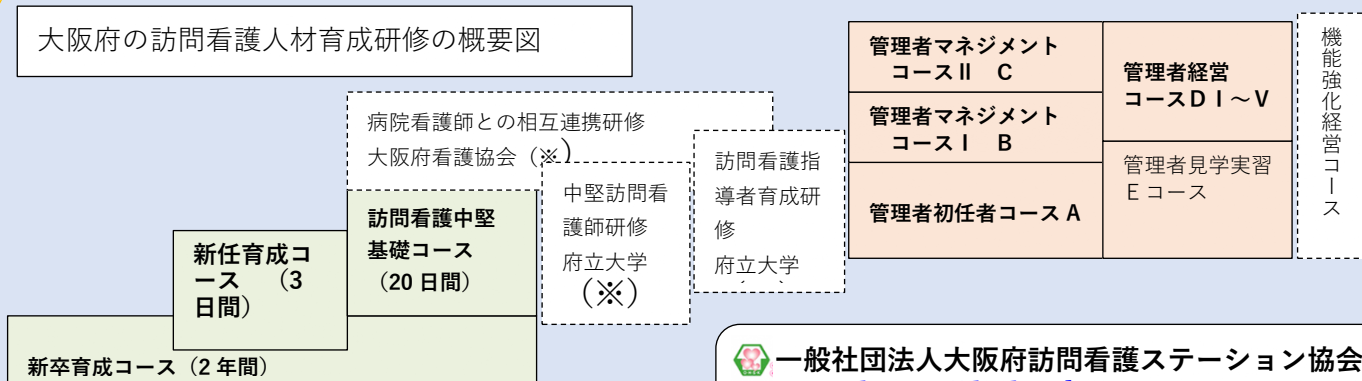 大阪府の訪問看護人材育成研修の概要図
病院看護師との相互連携研修
大阪府看護協会（※）
中堅訪問看
護師研修
府立大学
（※）
訪問看護指
導者育成研
修
府立大学
訪問看護中堅
基礎コース
（20日間）
新任育成コ
ース　（3
日間）
新卒育成コース（2年間）
管理者マネジメント
コースⅡ　C
管理者マネジメント
コースⅠ　B
管理者初任者コースA
管理者経営
コースDⅠ～Ⅴ
管理者見学実習
Eコース
機能強化経営コース
一般社団法人大阪府訪問看護ステーション協会